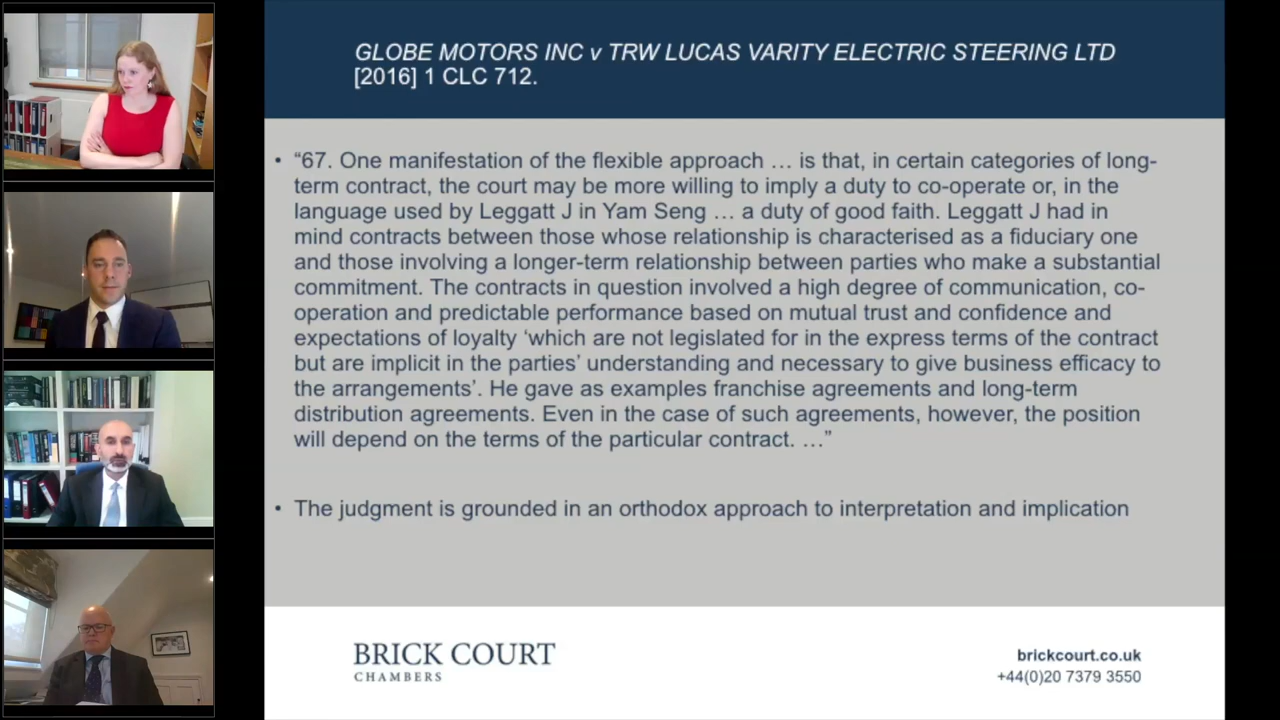 GLOBE MOTORS INC v TRW LUCAS VARITY ELECTRIC STEERING LTD
[2016] 1 CLC 712.
• “67. One manifestation of the flexible approach … is that, in certain categories of long-
term contract, the court may be more willing to imply a duty to co-operate or, in the
language used by Leggatt J in Yam Seng … a duty of good faith. Leggatt J had in
mind contracts between those whose relationship is characterised as a fiduciary one
and those involving a longer-term relationship between parties who make a substantial
commitment. The contracts in question involved a high degree of communication, co-
operation and predictable performance based on mutual trust and confidence and
expectations of loyalty ‘which are not legislated for in the express terms of the contract
but are implicit in the parties’ understanding and necessary to give business efficacy to
the arrangements’. He gave as examples franchise agreements and long-term
distribution agreements. Even in the case of such agreements, however, the position
will depend on the terms of the particular contract. …”
• The judgment is grounded in an orthodox approach to interpretation and implication
BRICK COURT
CHAMBERS
brickcourt.co.uk
+44(0)20 7379 3550